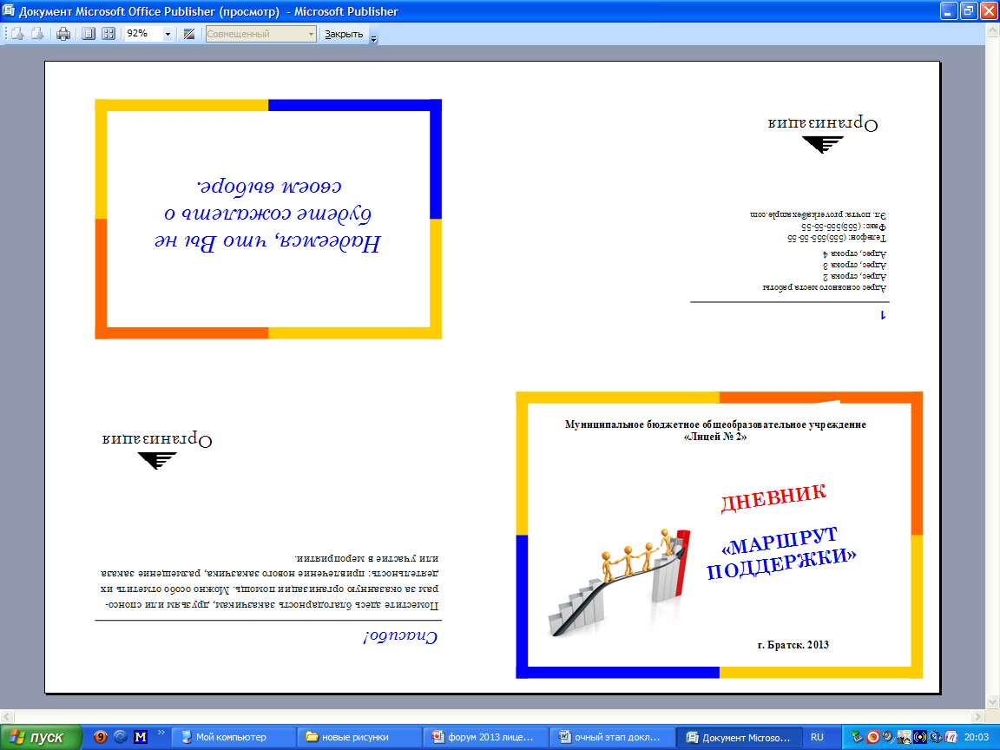 Документ Microsoft Office Publisher (просмотр) - Microsoft Publisher
92%
Совмещенный
Закрыть
Надеемся, что Вы не
будете сожалеть о
своем выборе.
Организация
1
Адрес основного места работы
Адрес, строка 2
Адрес, строка 3
Адрес, строка 4
Телефон: (555)555-55-55
Факс: (555)555-55-55
Эл. почта: proverka@example.com
Спасибо!
Поместите здесь благодарность заказчикам, друзьям или спонсо-
рам за оказанную организации помощь. Можно особо отметить их
деятельность: привлечение нового заказчика, размещение заказа
или участие в мероприятии.
Организация
Муниципальное бюджетное общеобразовательное учреждение
«Лицей № 2»
ДНЕВНИК
«МАРШРУТ
ПОДДЕРЖКИ»
г. Братск. 2013
пуск
9
M
Мой компьютер
новые рисунки
форум 2013 лице...
очный этап докл...
Документ Microso...
RU
20:03